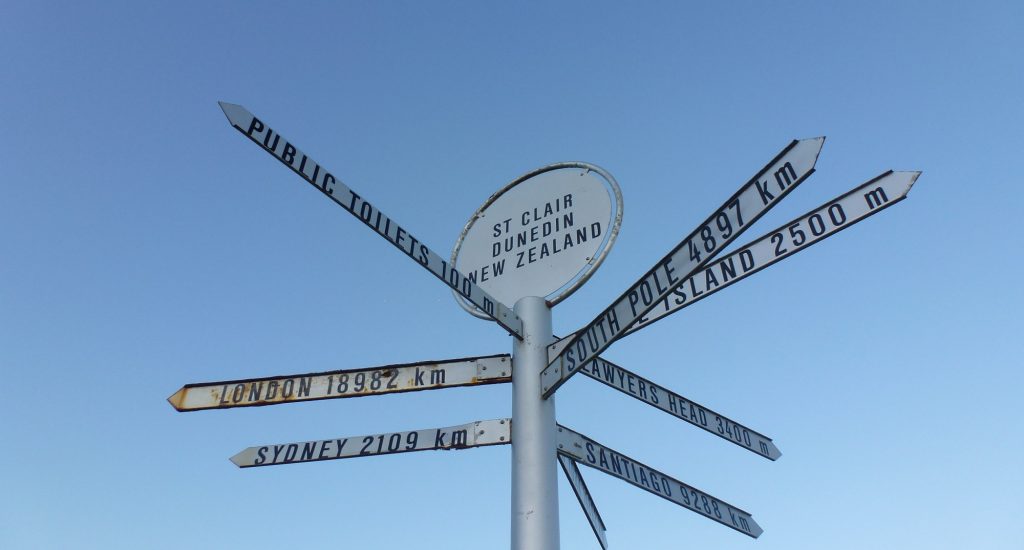 ST CLAIR
DUNEDIN
NEW ZEALAND
PUBLIC TOILETS 100 m
SOUTH POLE 4897 km
ISLAND 2500 m
LONDON 18982 km
LAWYERS HEAD 3400 m
SYDNEY 2109 km
SANTIAGO 9288 km